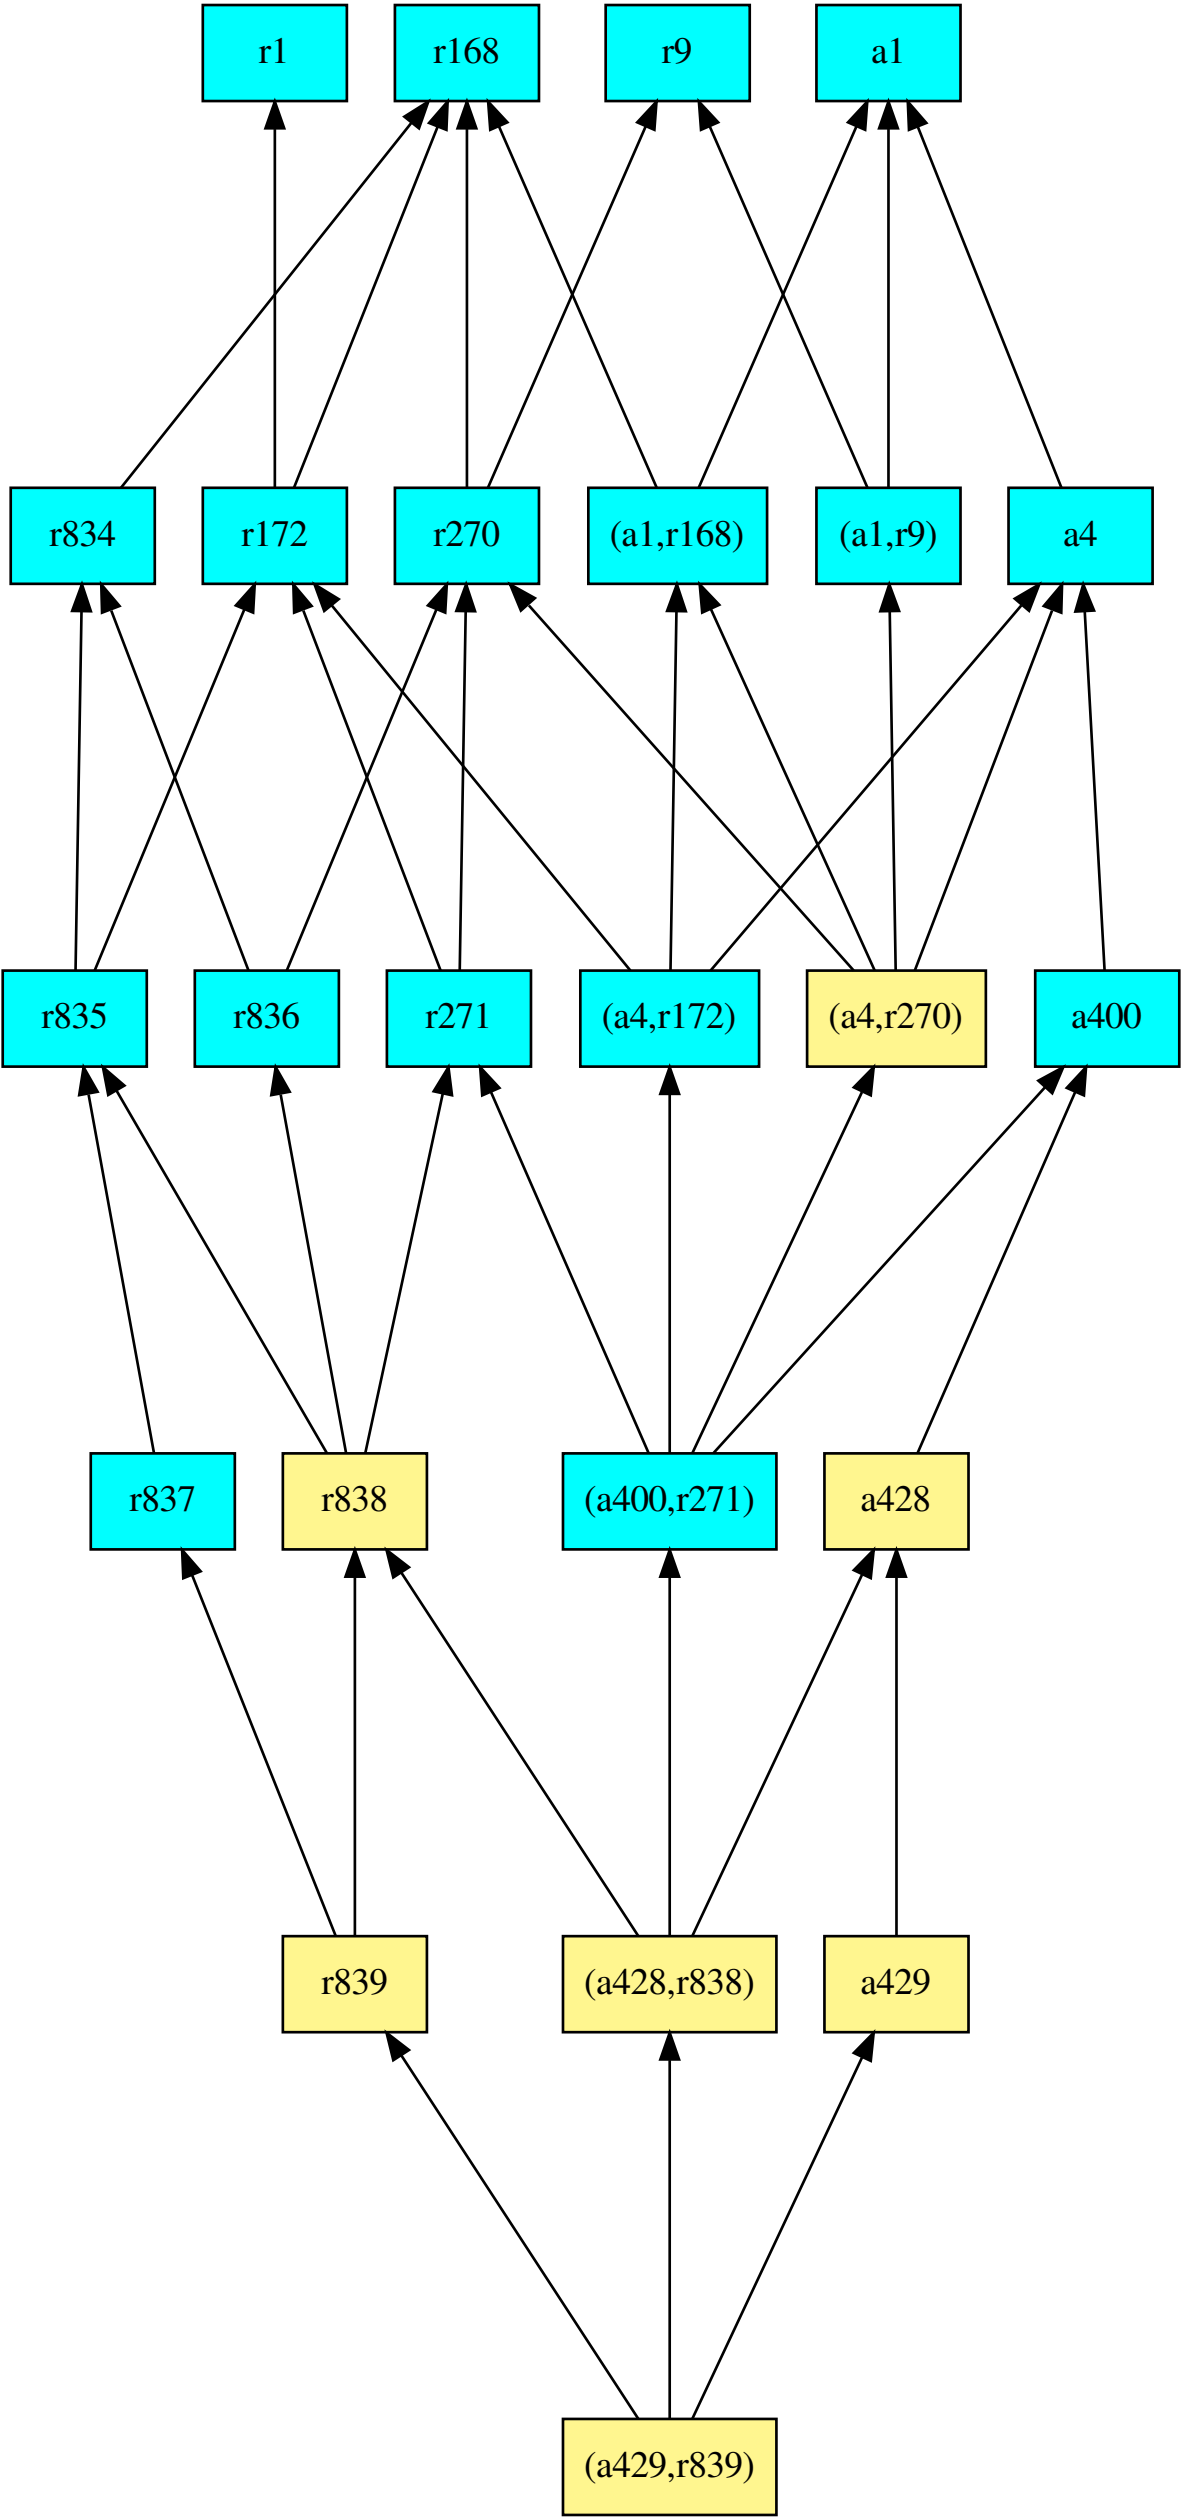 r1
r168
r9
a1
r834
r172
r270
(a1,r168)
(a1,r9)
a4
r835
r836
r271
(a4,r172)
(a4,r270)
a400
r837
r838
(a400,r271)
a428
r839
(a428,r838)
a429
(a429,r839)